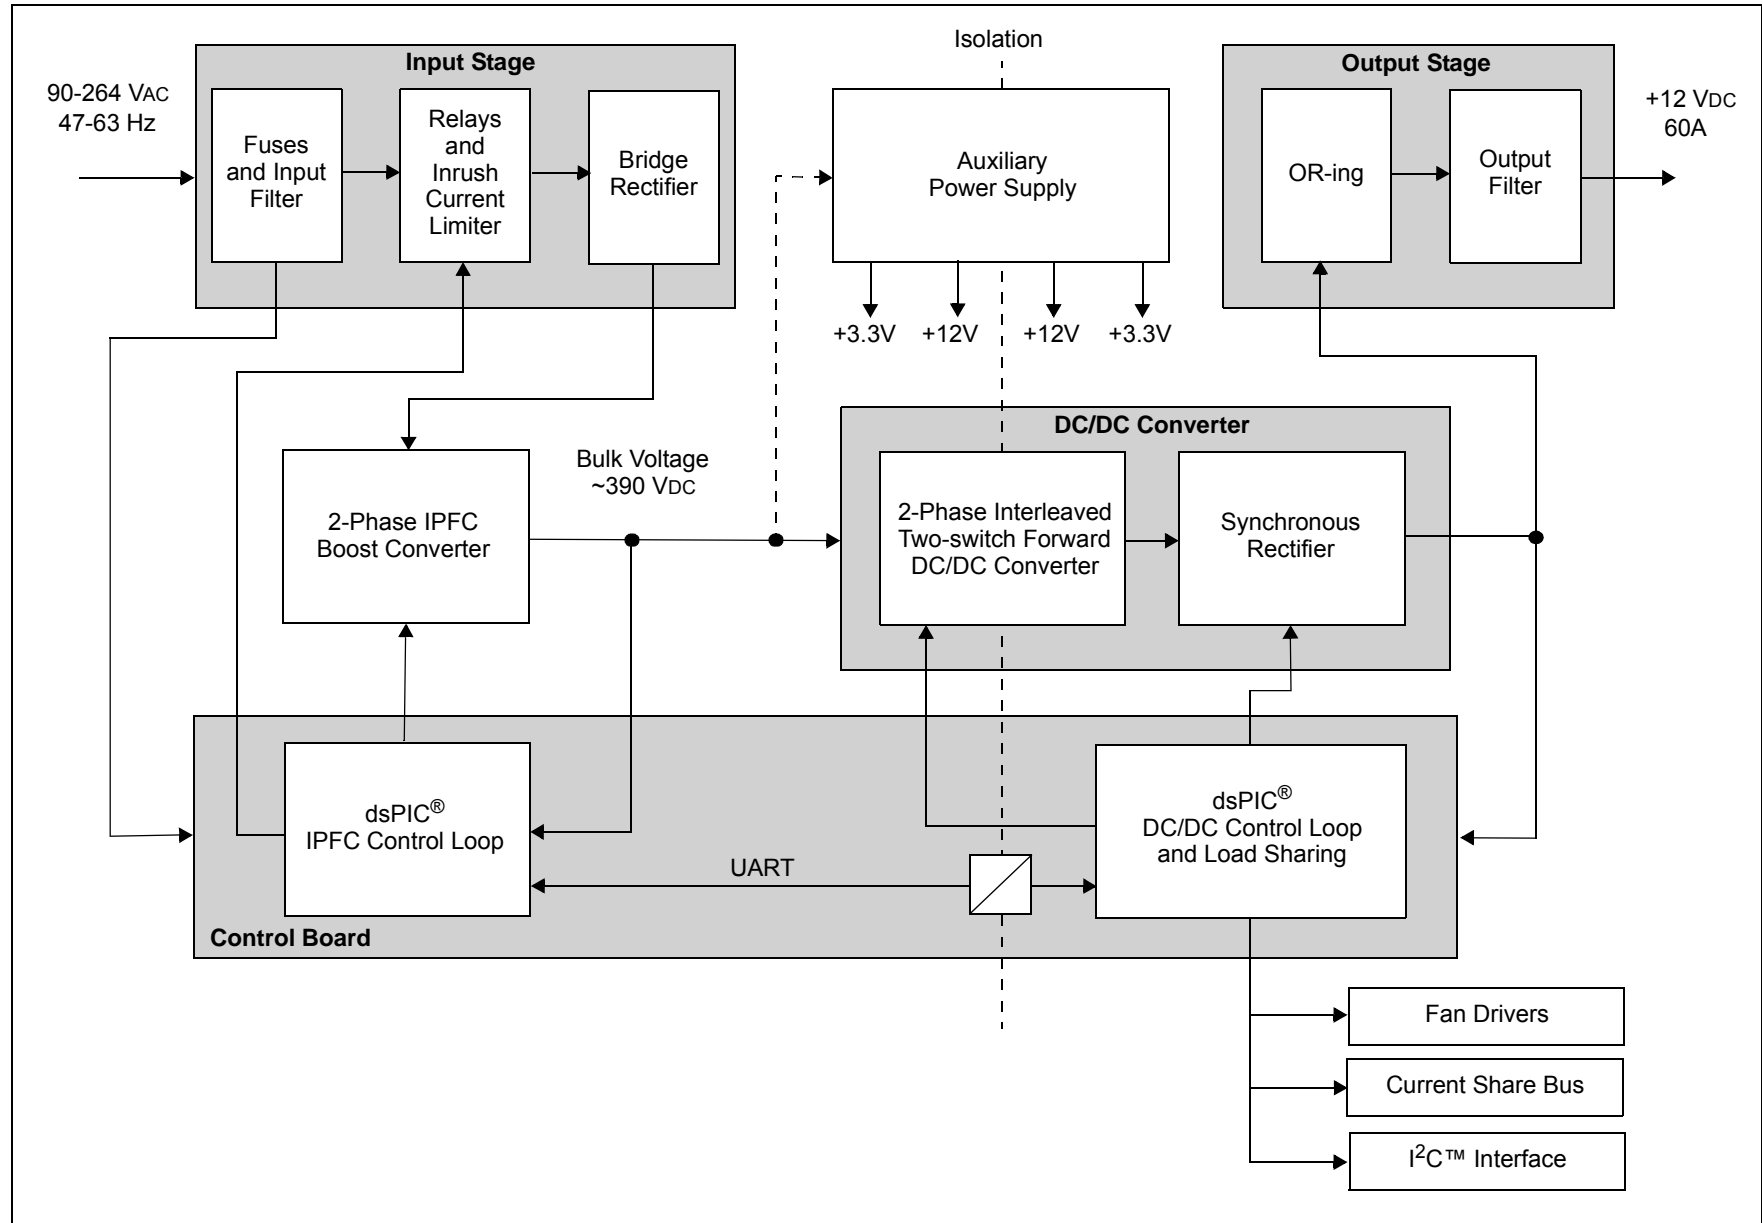 Isolation
Input Stage
90-264 VAC
47-63 Hz
Fuses
and Input
Filter
Relays
and
Inrush
Current
Limiter
Bridge
Rectifier
Auxiliary
Power Supply
Output Stage
OR-ing
Output
Filter
+12 VDC
60A
+3.3V
+12V
+12V
+3.3V
2-Phase IPFC
Boost Converter
Bulk Voltage
~390 VDC
DC/DC Converter
2-Phase Interleaved
Two-switch Forward
DC/DC Converter
Synchronous
Rectifier
dsPIC®
IPFC Control Loop
UART
dsPIC®
DC/DC Control Loop
and Load Sharing
Control Board
Fan Drivers
Current Share Bus
I²C™ Interface